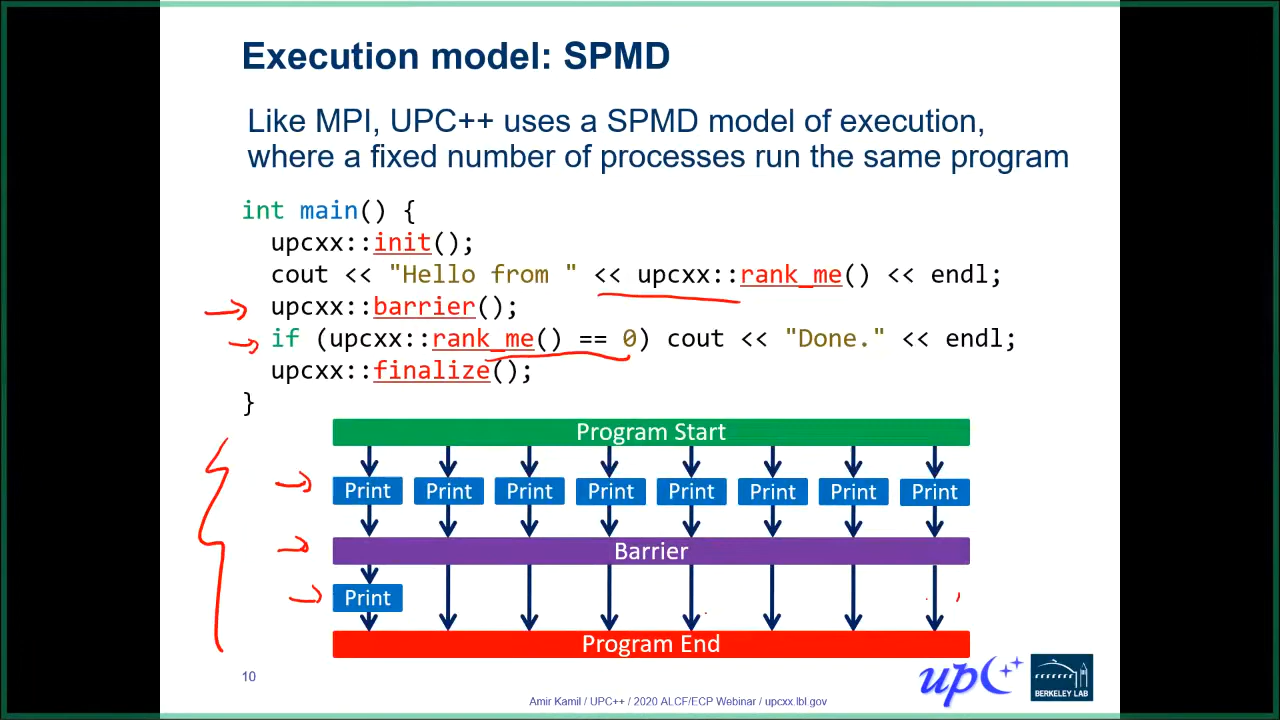 Execution model: SPMD
Like MPI, UPC++ uses a SPMD model of execution,
where a fixed number of processes run the same program
int main() {
upcxx::init();
cout << "Hello from " << upcxx::rank_me() << endl;
upcxx::barrier();
if (upcxx::rank_me() == 0) cout << "Done." << endl;
upcxx::finalize();
}
Program Start
Print Print Print Print Print Print Print Print
Barrier
Print
Program End
10
upC++
BERKELEY LAB
Amir Kamil / UPC++ / 2020 ALCF/ECP Webinar / upcxx.lbl.gov